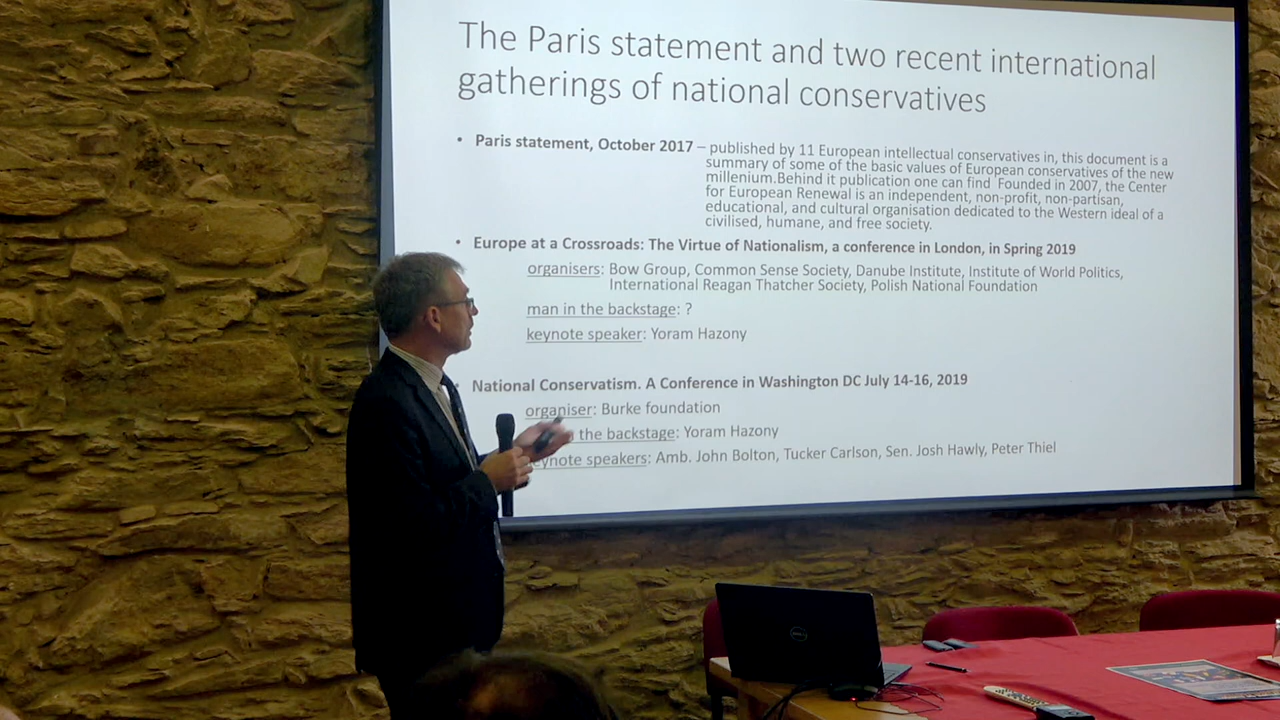 The Paris statement and two recent international
gatherings of national conservatives
• Paris statement, October 2017 – published by 11 European intellectual conservatives in, this document is a
summary of some of the basic values of European conservatives of the new
millenium.Behind it publication one can find Founded in 2007, the Center
for European Renewal is an independent, non-profit, non-partisan,
educational, and cultural organisation dedicated to the Western ideal of a
civilised, humane, and free society.
• Europe at a Crossroads: The Virtue of Nationalism, a conference in London, in Spring 2019
organisers: Bow Group, Common Sense Society, Danube Institute, Institute of World Politics,
International Reagan Thatcher Society, Polish National Foundation
man in the backstage: ?
keynote speaker: Yoram Hazony
• National Conservatism. A Conference in Washington DC July 14-16, 2019
organiser: Burke foundation
the backstage: Yoram Hazony
keynote speakers: Amb. John Bolton, Tucker Carlson, Sen. Josh Hawly, Peter Thiel
DELL